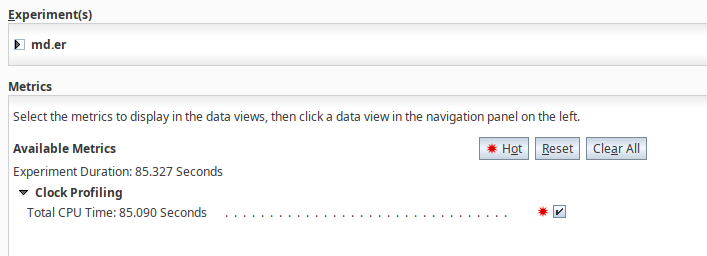 Experiment(s)
md.er
Metrics
Select the metrics to display in the data views, then click a data view in the navigation panel on the left.
Available Metrics
Hot Reset Clear All
Experiment Duration: 85.327 Seconds
Clock Profiling
Total CPU Time: 85.090 Seconds . . . . . . . . . . . . . . . . . . . . . . . . . . . . . . . .